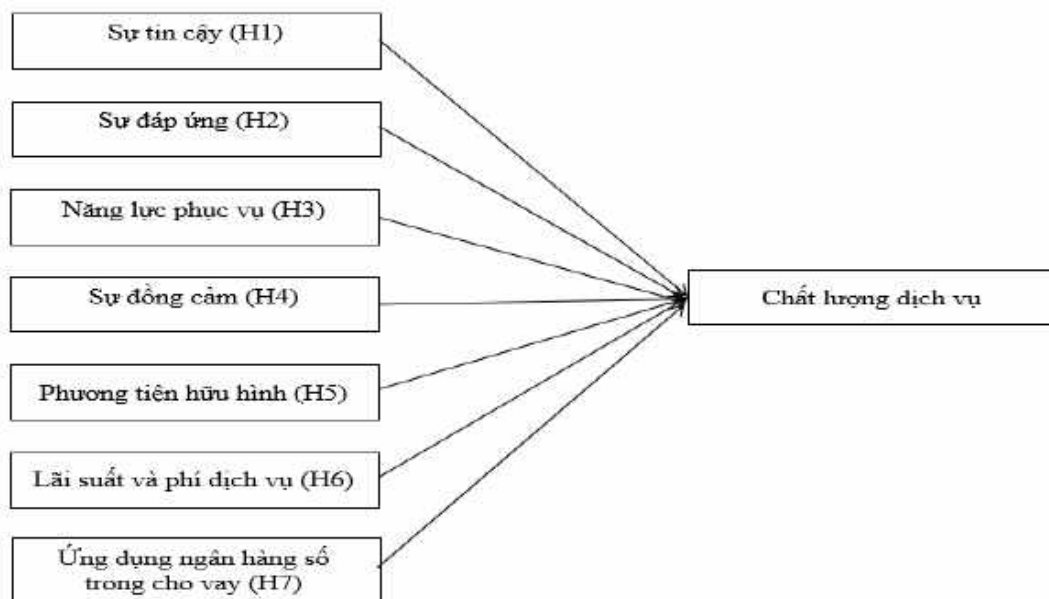 Sự tin cậy (H1)
Sự đáp ứng (H2)
Năng lực phục vụ (H3)
Sự đồng cảm (H4)
Phương tiện hữu hình (H5)
Lãi suất và phí dịch vụ (H6)
Ứng dụng ngân hàng số
trong cho vay (H7)
Chất lượng dịch vụ